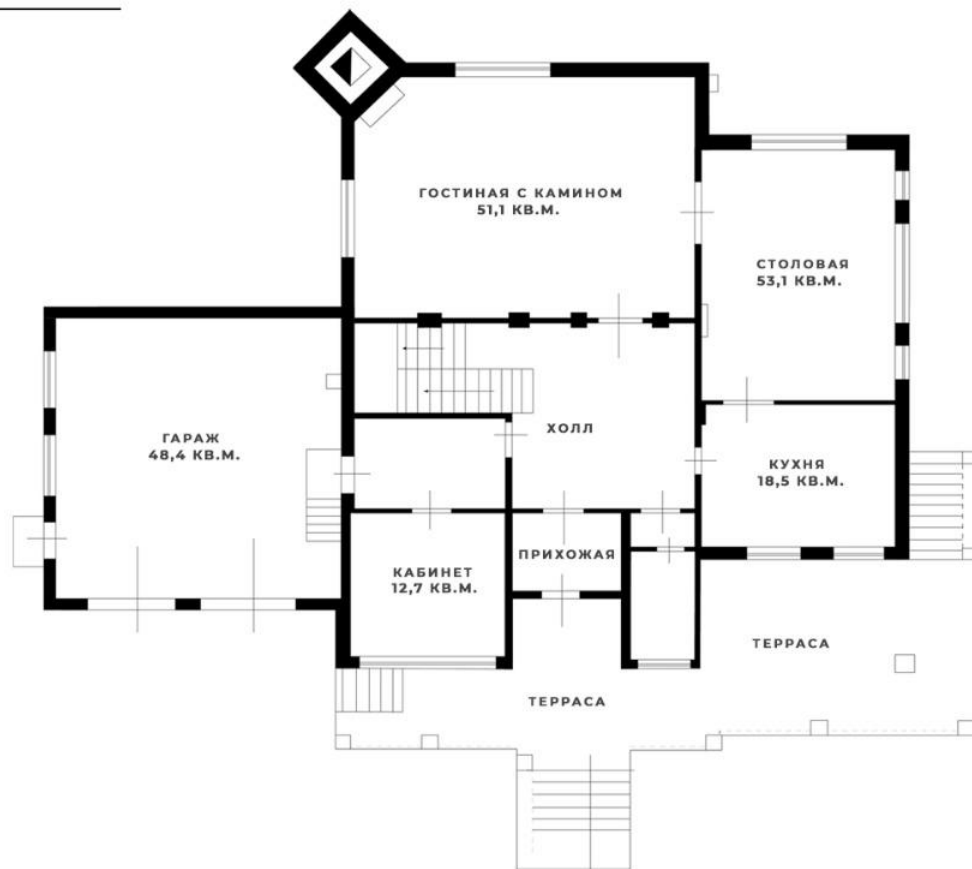 ГОСТИНАЯ С КАМИНОМ
51,1 КВ.М.
СТОЛОВАЯ
53,1 КВ.М.
ГАРАЖ
48,4 КВ.М.
ХОЛЛ
КУХНЯ
18,5 КВ.М.
ПРИХОЖАЯ
КАБИНЕТ
12,7 КВ.М.
ТЕРРАСА
ТЕРРАСА